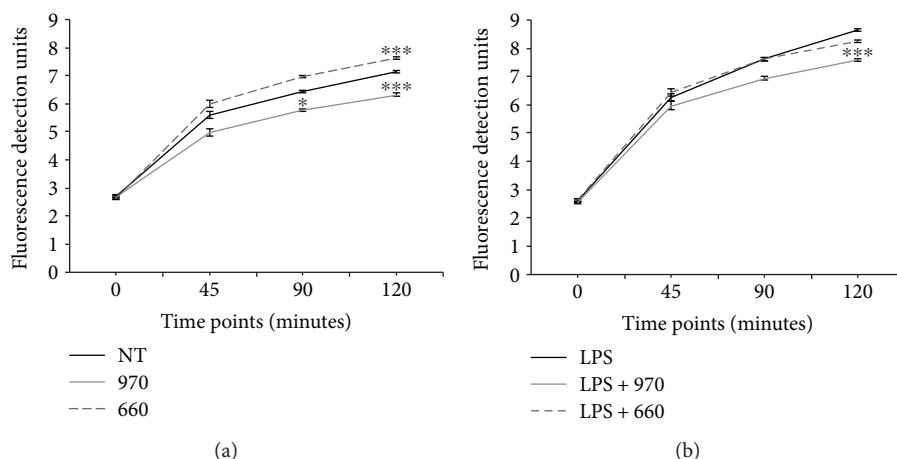 Fluorescence detection units
9
8
7
6
5
4
3
2
1
0
***
***
*
0 45 90 120
Time points (minutes)
NT
970
660
(a)
Fluorescence detection units
9
8
7
6
5
4
3
2
1
0
***
0 45 90 120
Time points (minutes)
LPS
LPS + 970
LPS + 660
(b)